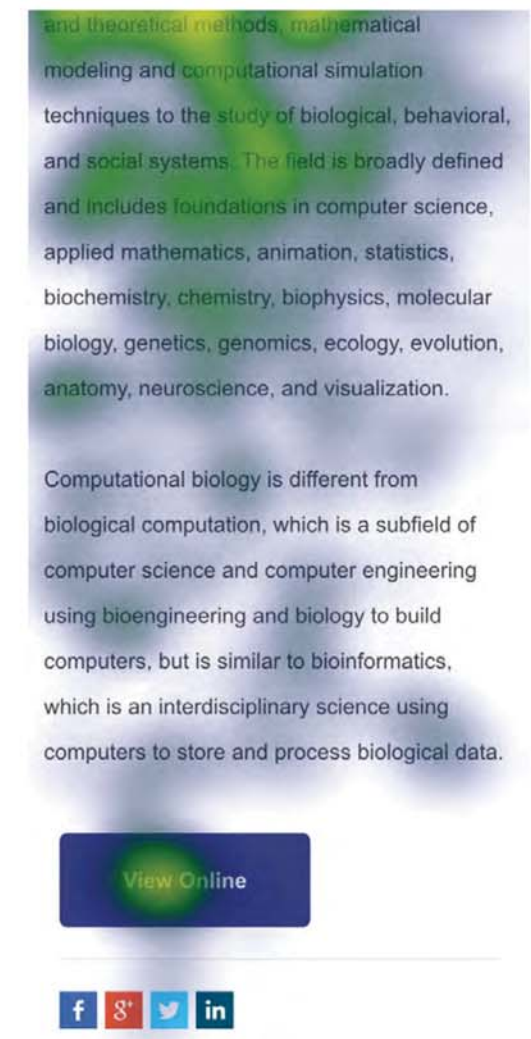 and theoretical methods, mathematical
modeling and computational simulation
techniques to the study of biological, behavioral,
and social systems. The field is broadly defined
and includes foundations in computer science,
applied mathematics, animation, statistics,
biochemistry, chemistry, biophysics, molecular
biology, genetics, genomics, ecology, evolution,
anatomy, neuroscience, and visualization.
Computational biology is different from
biological computation, which is a subfield of
computer science and computer engineering
using bioengineering and biology to build
computers, but is similar to bioinformatics,
which is an interdisciplinary science using
computers to store and process biological data.
View Online
f g+ in